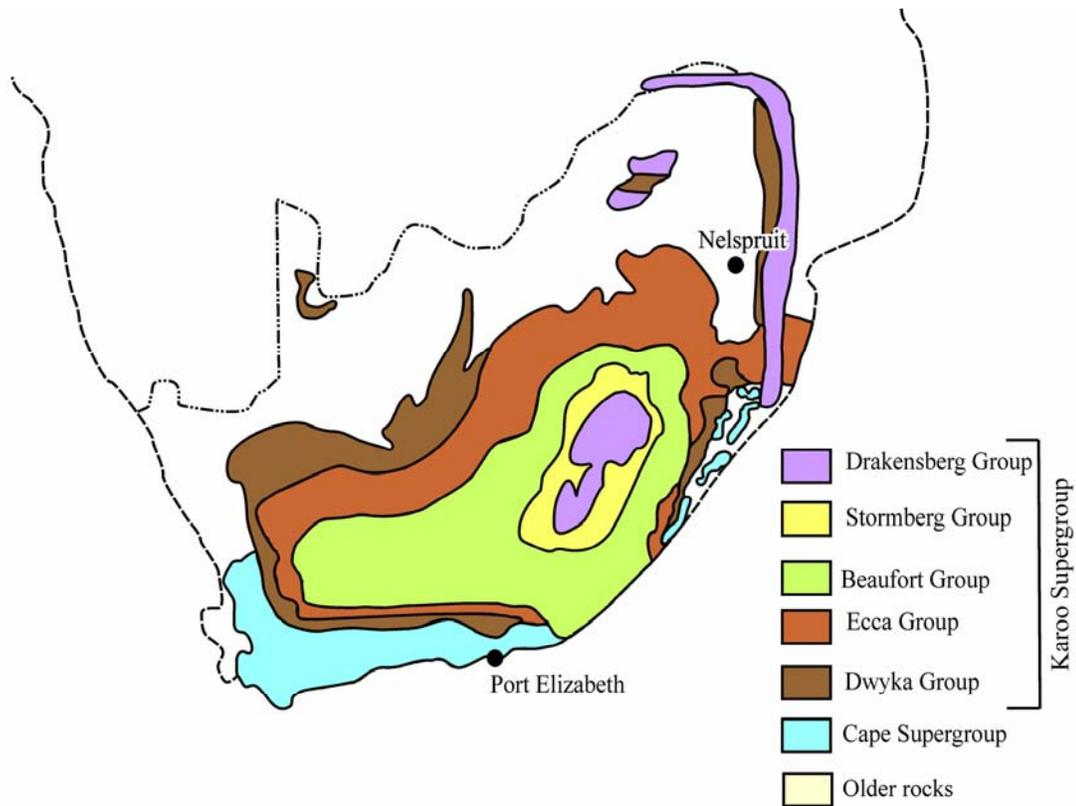 Nelspruit
Drakensberg Group
Stormberg Group
Beaufort Group
Ecca Group
Dwyka Group
Cape Supergroup
Older rocks
Karoo Supergroup
Port Elizabeth